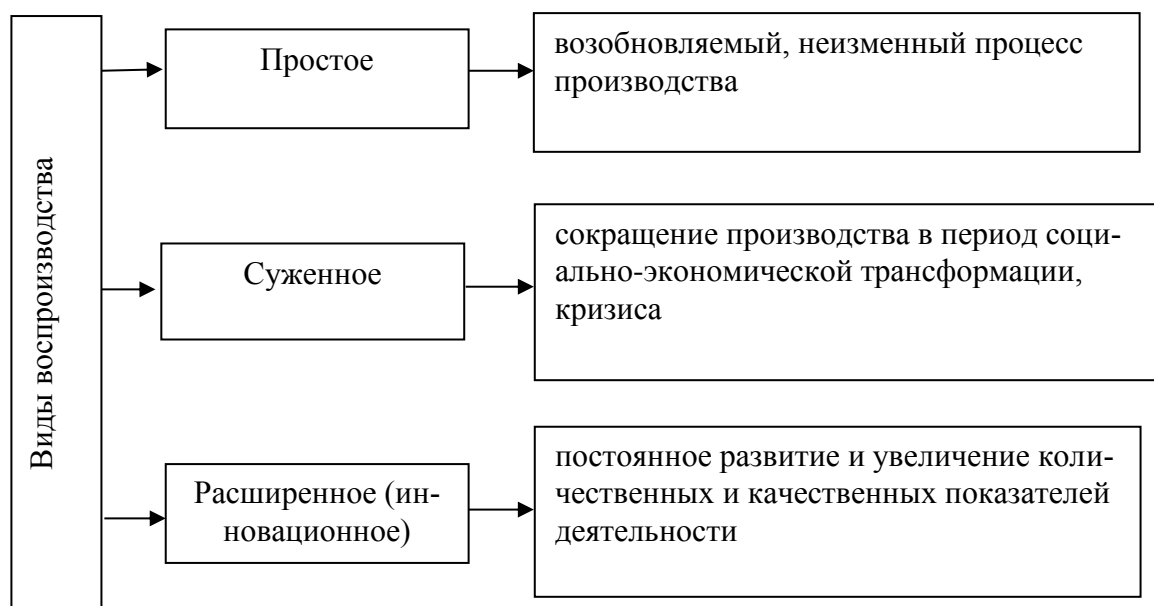 Виды воспроизводства
Простое
возобновляемый, неизменный процесс
производства
Суженное
сокращение производства в период соци-
ально-экономической трансформации,
кризиса
Расширенное (ин-
новационное)
постоянное развитие и увеличение коли-
чественных и качественных показателей
деятельности